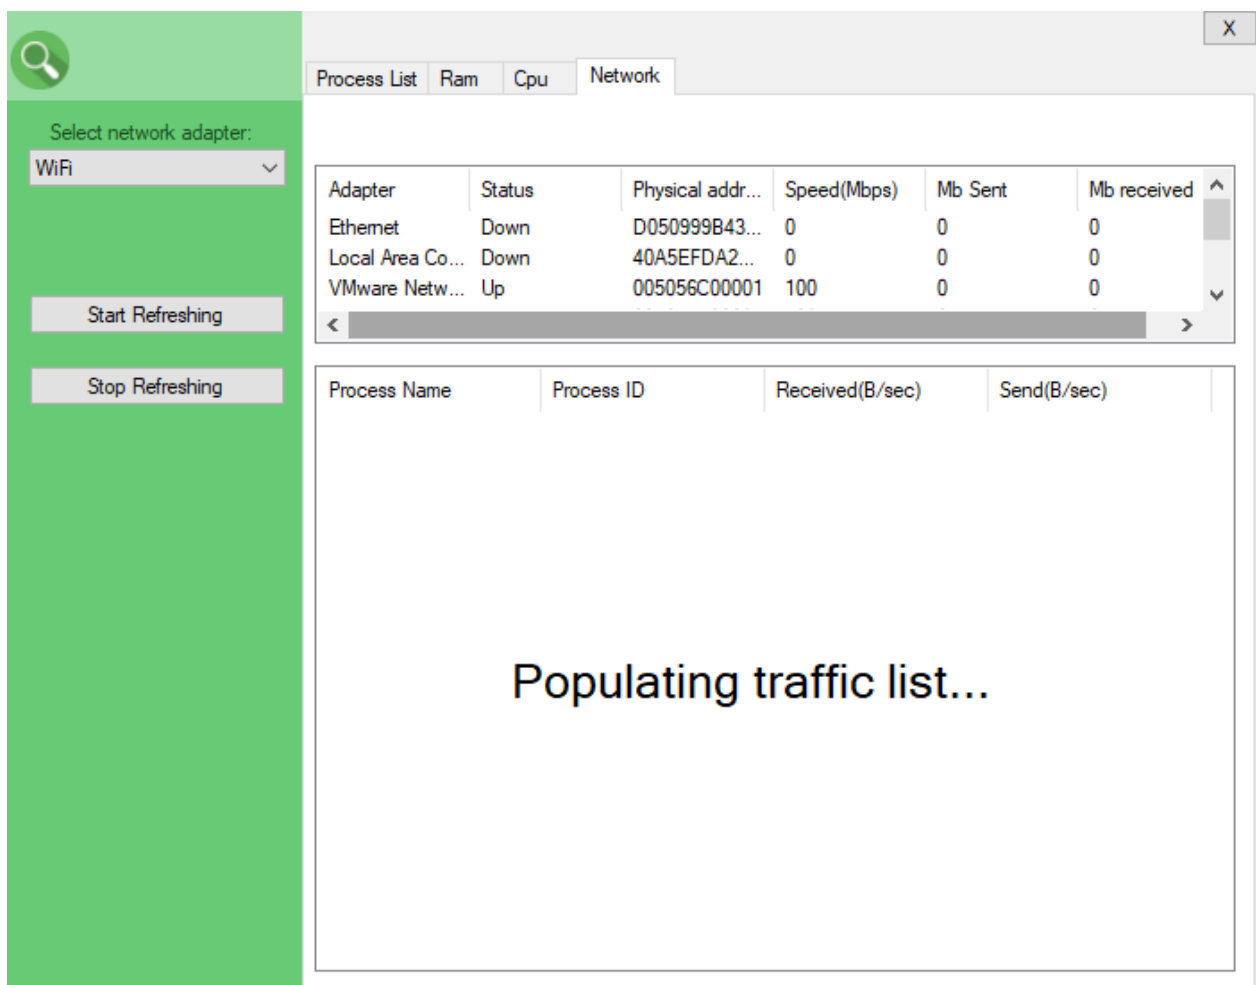 X
Process List Ram Cpu Network
Select network adapter:
WiFi
Adapter Status Physical addr... Speed(Mbps) Mb Sent Mb received
Ethernet Down D050999B43... 0 0 0
Local Area Co... Down 40A5EFDA2... 0 0 0
VMware Netw... Up 005056C00001 100 0 0
Start Refreshing
Stop Refreshing
Process Name Process ID Received(B/sec) Send(B/sec)
Populating traffic list...